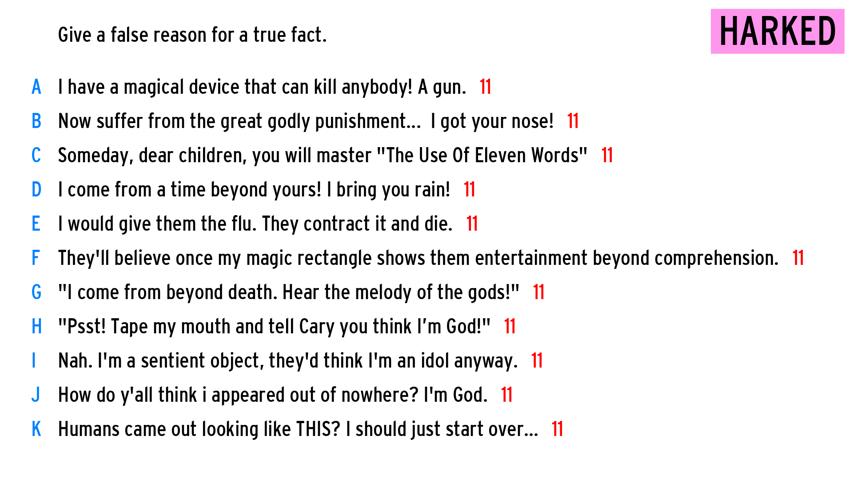 Give a false reason for a true fact.
HARKED
A I have a magical device that can kill anybody! A gun. 11
B Now suffer from the great godly punishment... I got your nose! 11
C Someday, dear children, you will master "The Use Of Eleven Words" 11
D I come from a time beyond yours! I bring you rain! 11
E I would give them the flu. They contract it and die. 11
F They'll believe once my magic rectangle shows them entertainment beyond comprehension. 11
G "I come from beyond death. Hear the melody of the gods!" 11
H "Psst! Tape my mouth and tell Cary you think I’m God!" 11
I Nah. I'm a sentient object, they'd think I'm an idol anyway. 11
J How do y'all think i appeared out of nowhere? I'm God. 11
K Humans came out looking like THIS? I should just start over... 11